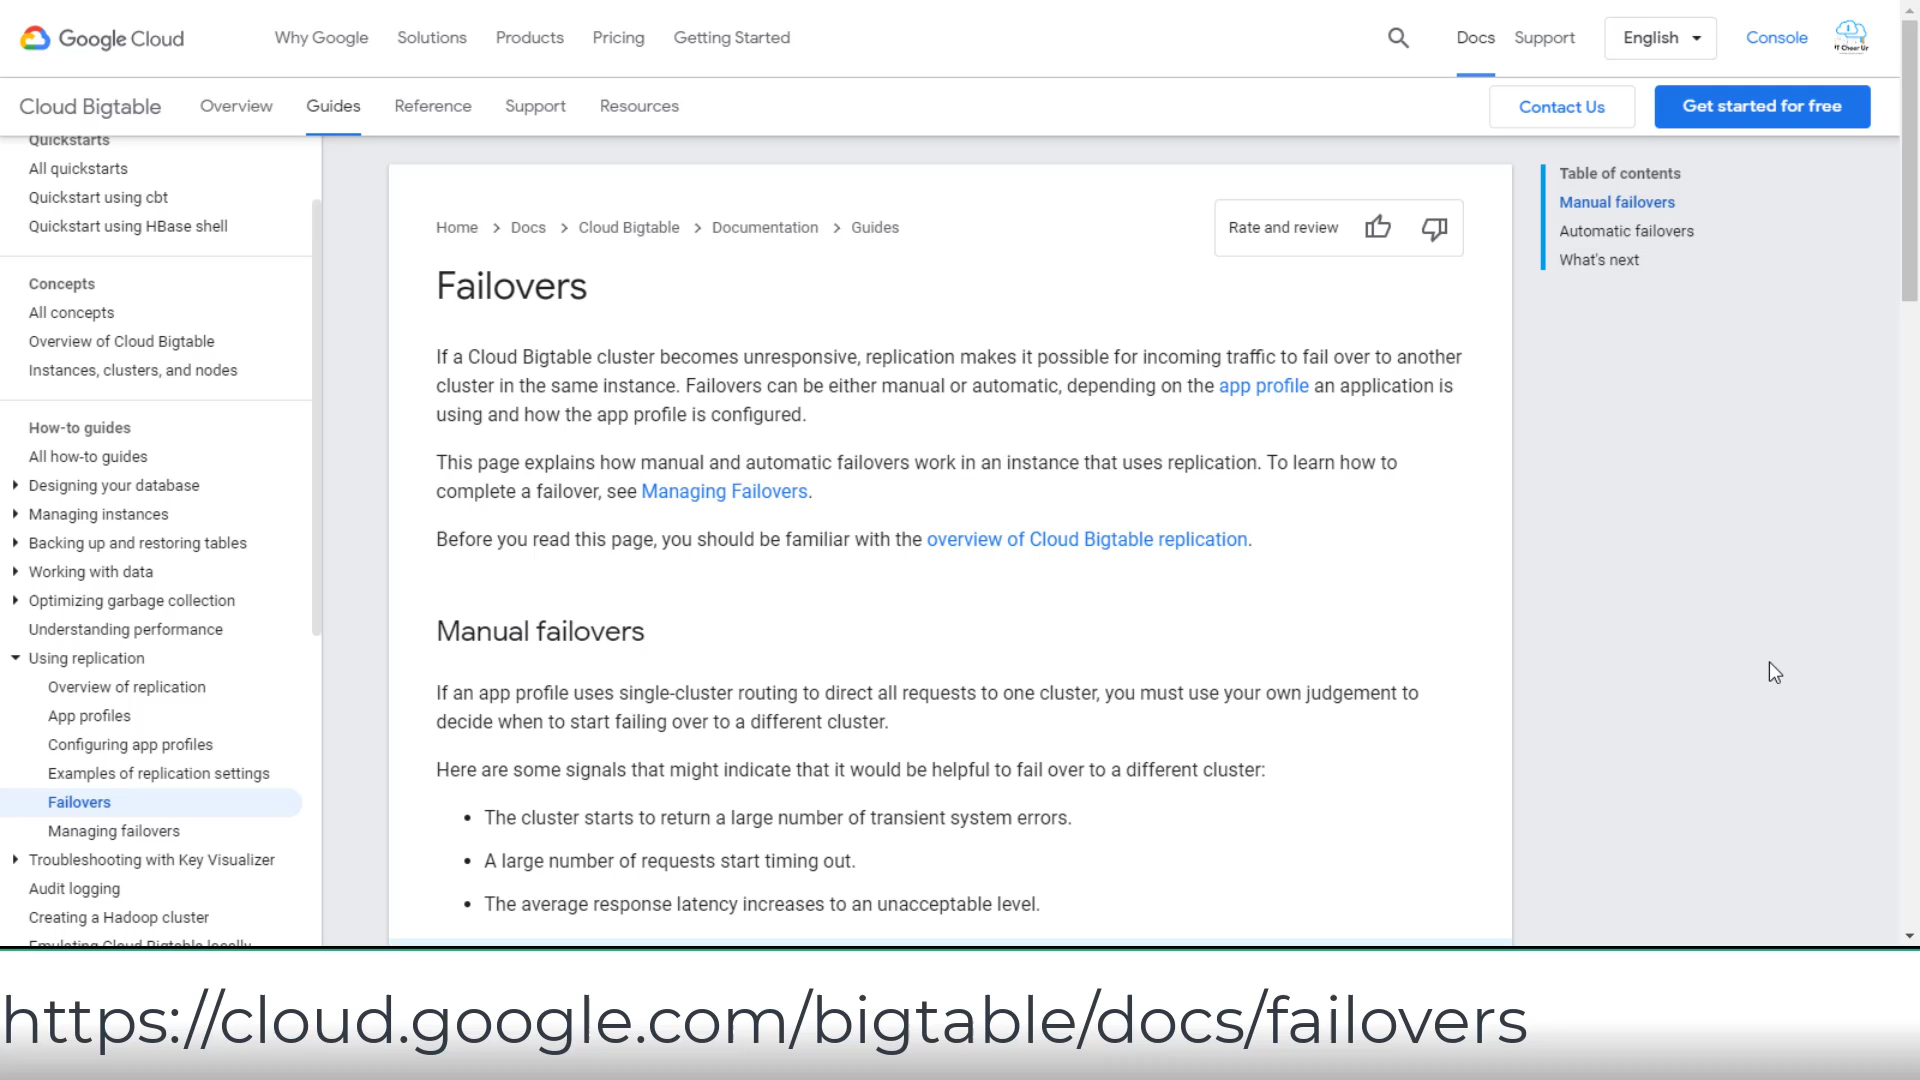 Google Cloud
Why Google
Solutions
Products
Pricing
Getting Started
Docs
Support
English
Console
IT Cheer Up
Cloud Bigtable
Overview
Guides
Reference
Support
Resources
Contact Us
Get started for free
Quickstarts
All quickstarts
Quickstart using cbt
Quickstart using HBase shell
Concepts
All concepts
Overview of Cloud Bigtable
Instances, clusters, and nodes
How-to guides
All how-to guides
Designing your database
Managing instances
Backing up and restoring tables
Working with data
Optimizing garbage collection
Understanding performance
Using replication
Overview of replication
App profiles
Configuring app profiles
Examples of replication settings
Failovers
Managing failovers
Troubleshooting with Key Visualizer
Audit logging
Creating a Hadoop cluster
Emulating Cloud Bigtable locally
Home > Docs > Cloud Bigtable > Documentation > Guides
Rate and review
Failovers
If a Cloud Bigtable cluster becomes unresponsive, replication makes it possible for incoming traffic to fail over to another
cluster in the same instance. Failovers can be either manual or automatic, depending on the app profile an application is
using and how the app profile is configured.
This page explains how manual and automatic failovers work in an instance that uses replication. To learn how to
complete a failover, see Managing Failovers.
Before you read this page, you should be familiar with the overview of Cloud Bigtable replication.
Manual failovers
If an app profile uses single-cluster routing to direct all requests to one cluster, you must use your own judgement to
decide when to start failing over to a different cluster.
Here are some signals that might indicate that it would be helpful to fail over to a different cluster:
• The cluster starts to return a large number of transient system errors.
• A large number of requests start timing out.
• The average response latency increases to an unacceptable level.
Table of contents
Manual failovers
Automatic failovers
What's next
https://cloud.google.com/bigtable/docs/failovers